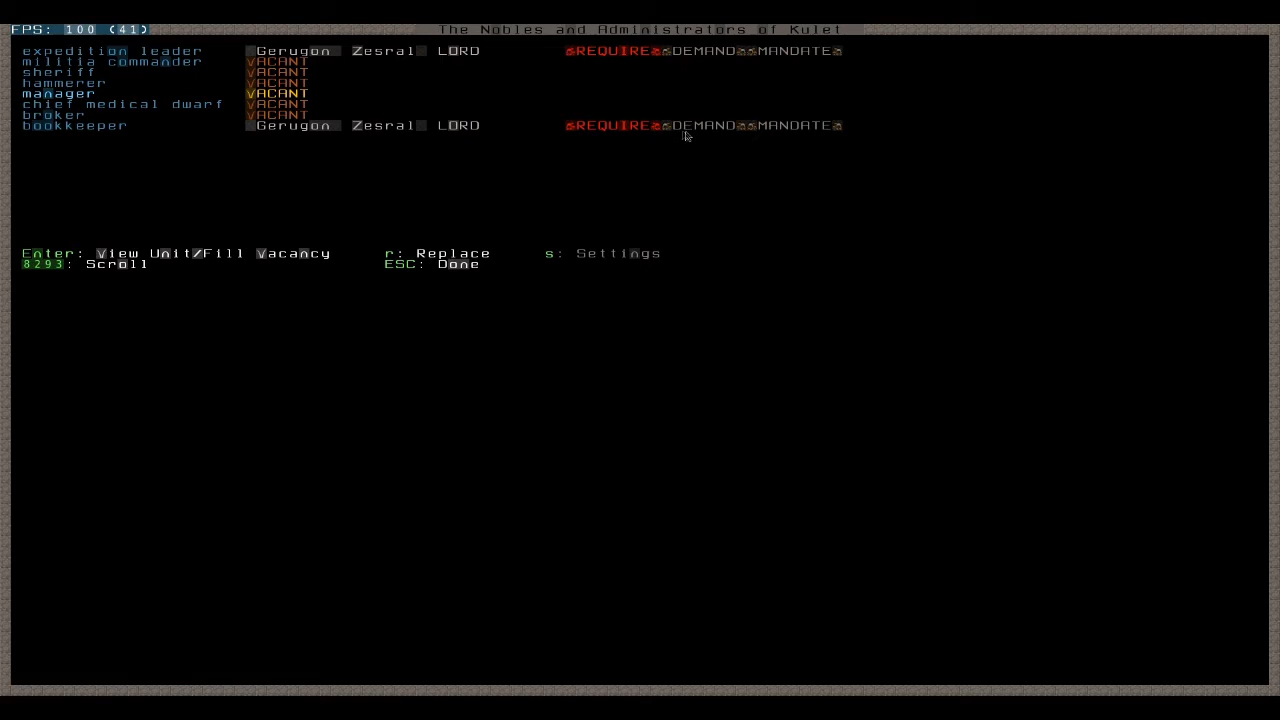 FPS: 100 (41) The Nobles and Administrators of Kulet
expedition leader Gerugon Zesral LORD REQUIRE DEMAND MANDATE
militia commander VACANT
sheriff VACANT
hammerer VACANT
manager VACANT
chief medical dwarf VACANT
broker VACANT
bookkeeper Gerugon Zesral LORD REQUIRE DEMAND MANDATE
Enter: View Unit/Fill Vacancy r: Replace s: Settings
8293: Scroll ESC: Done